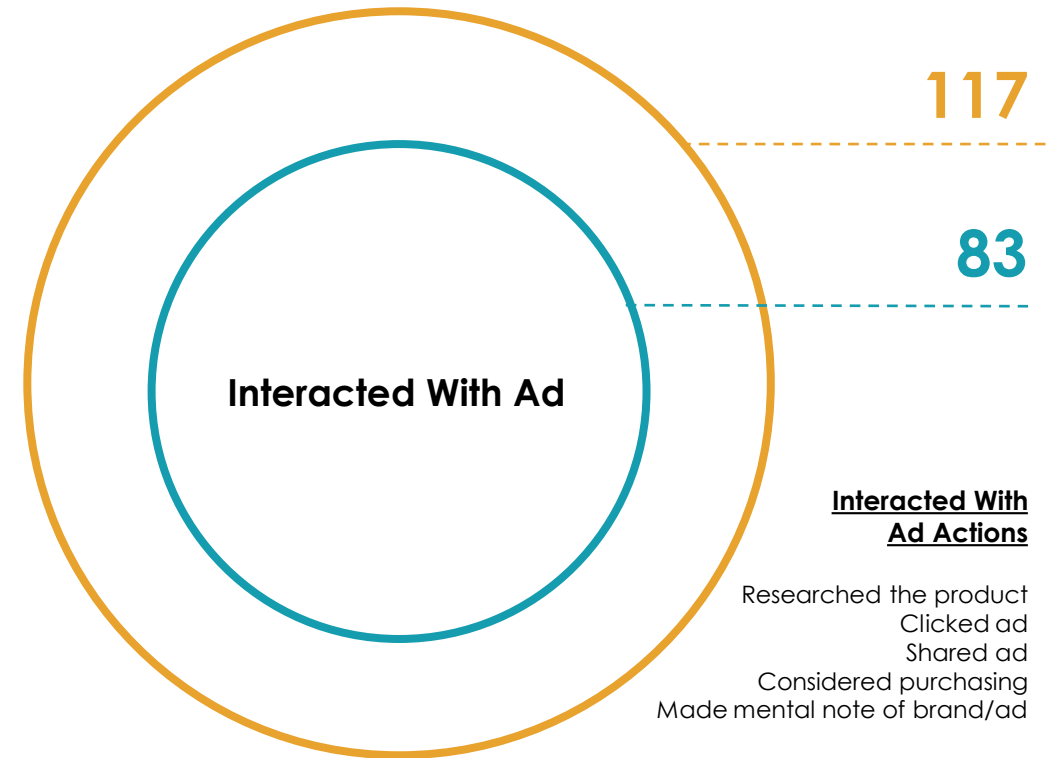 117
83
Interacted With Ad
Interacted With
Ad Actions
Researched the product
Clicked ad
Shared ad
Considered purchasing
Made mental note of brand/ad